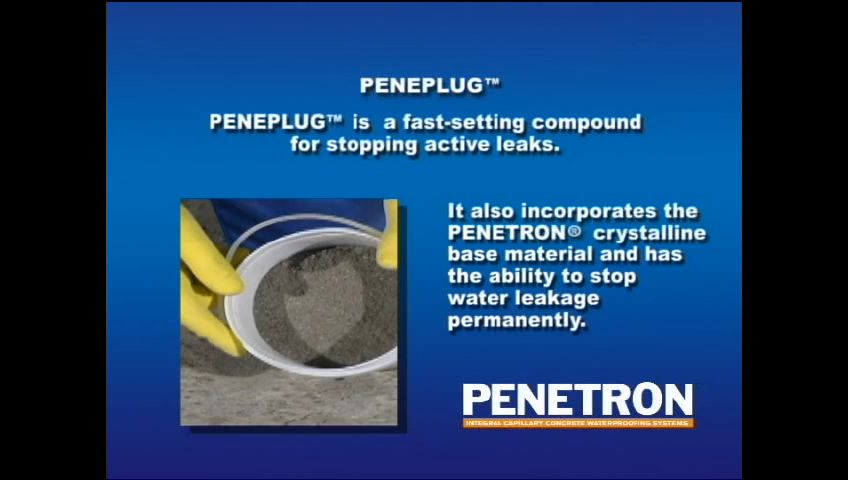 PENEPLUG™
PENEPLUG™ is a fast-setting compound
for stopping active leaks.
It also incorporates the
PENETRON® crystalline
base material and has
the ability to stop
water leakage
permanently.
PENETRON
INTEGRAL CAPILLARY CONCRETE WATERPROOFING SYSTEMS